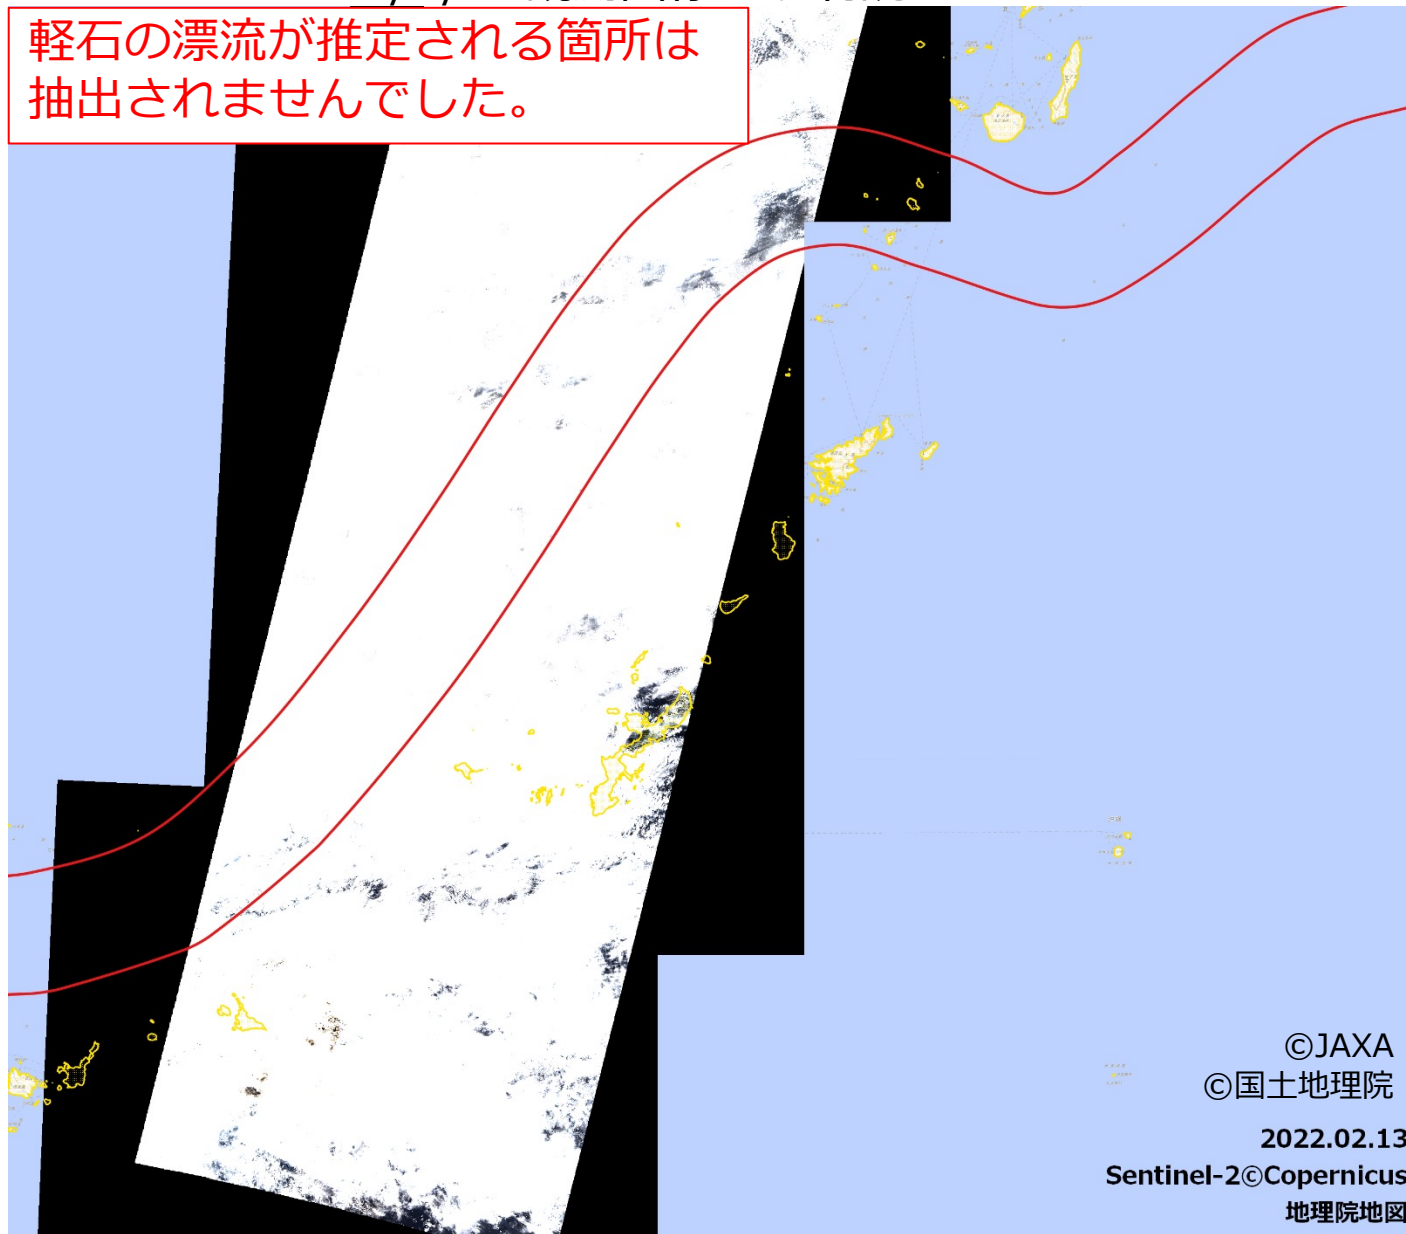 軽石の漂流が推定される箇所は
抽出されませんでした。
©JAXA
©国土地理院
2022.02.13
Sentinel-2©Copernicus
地理院地図